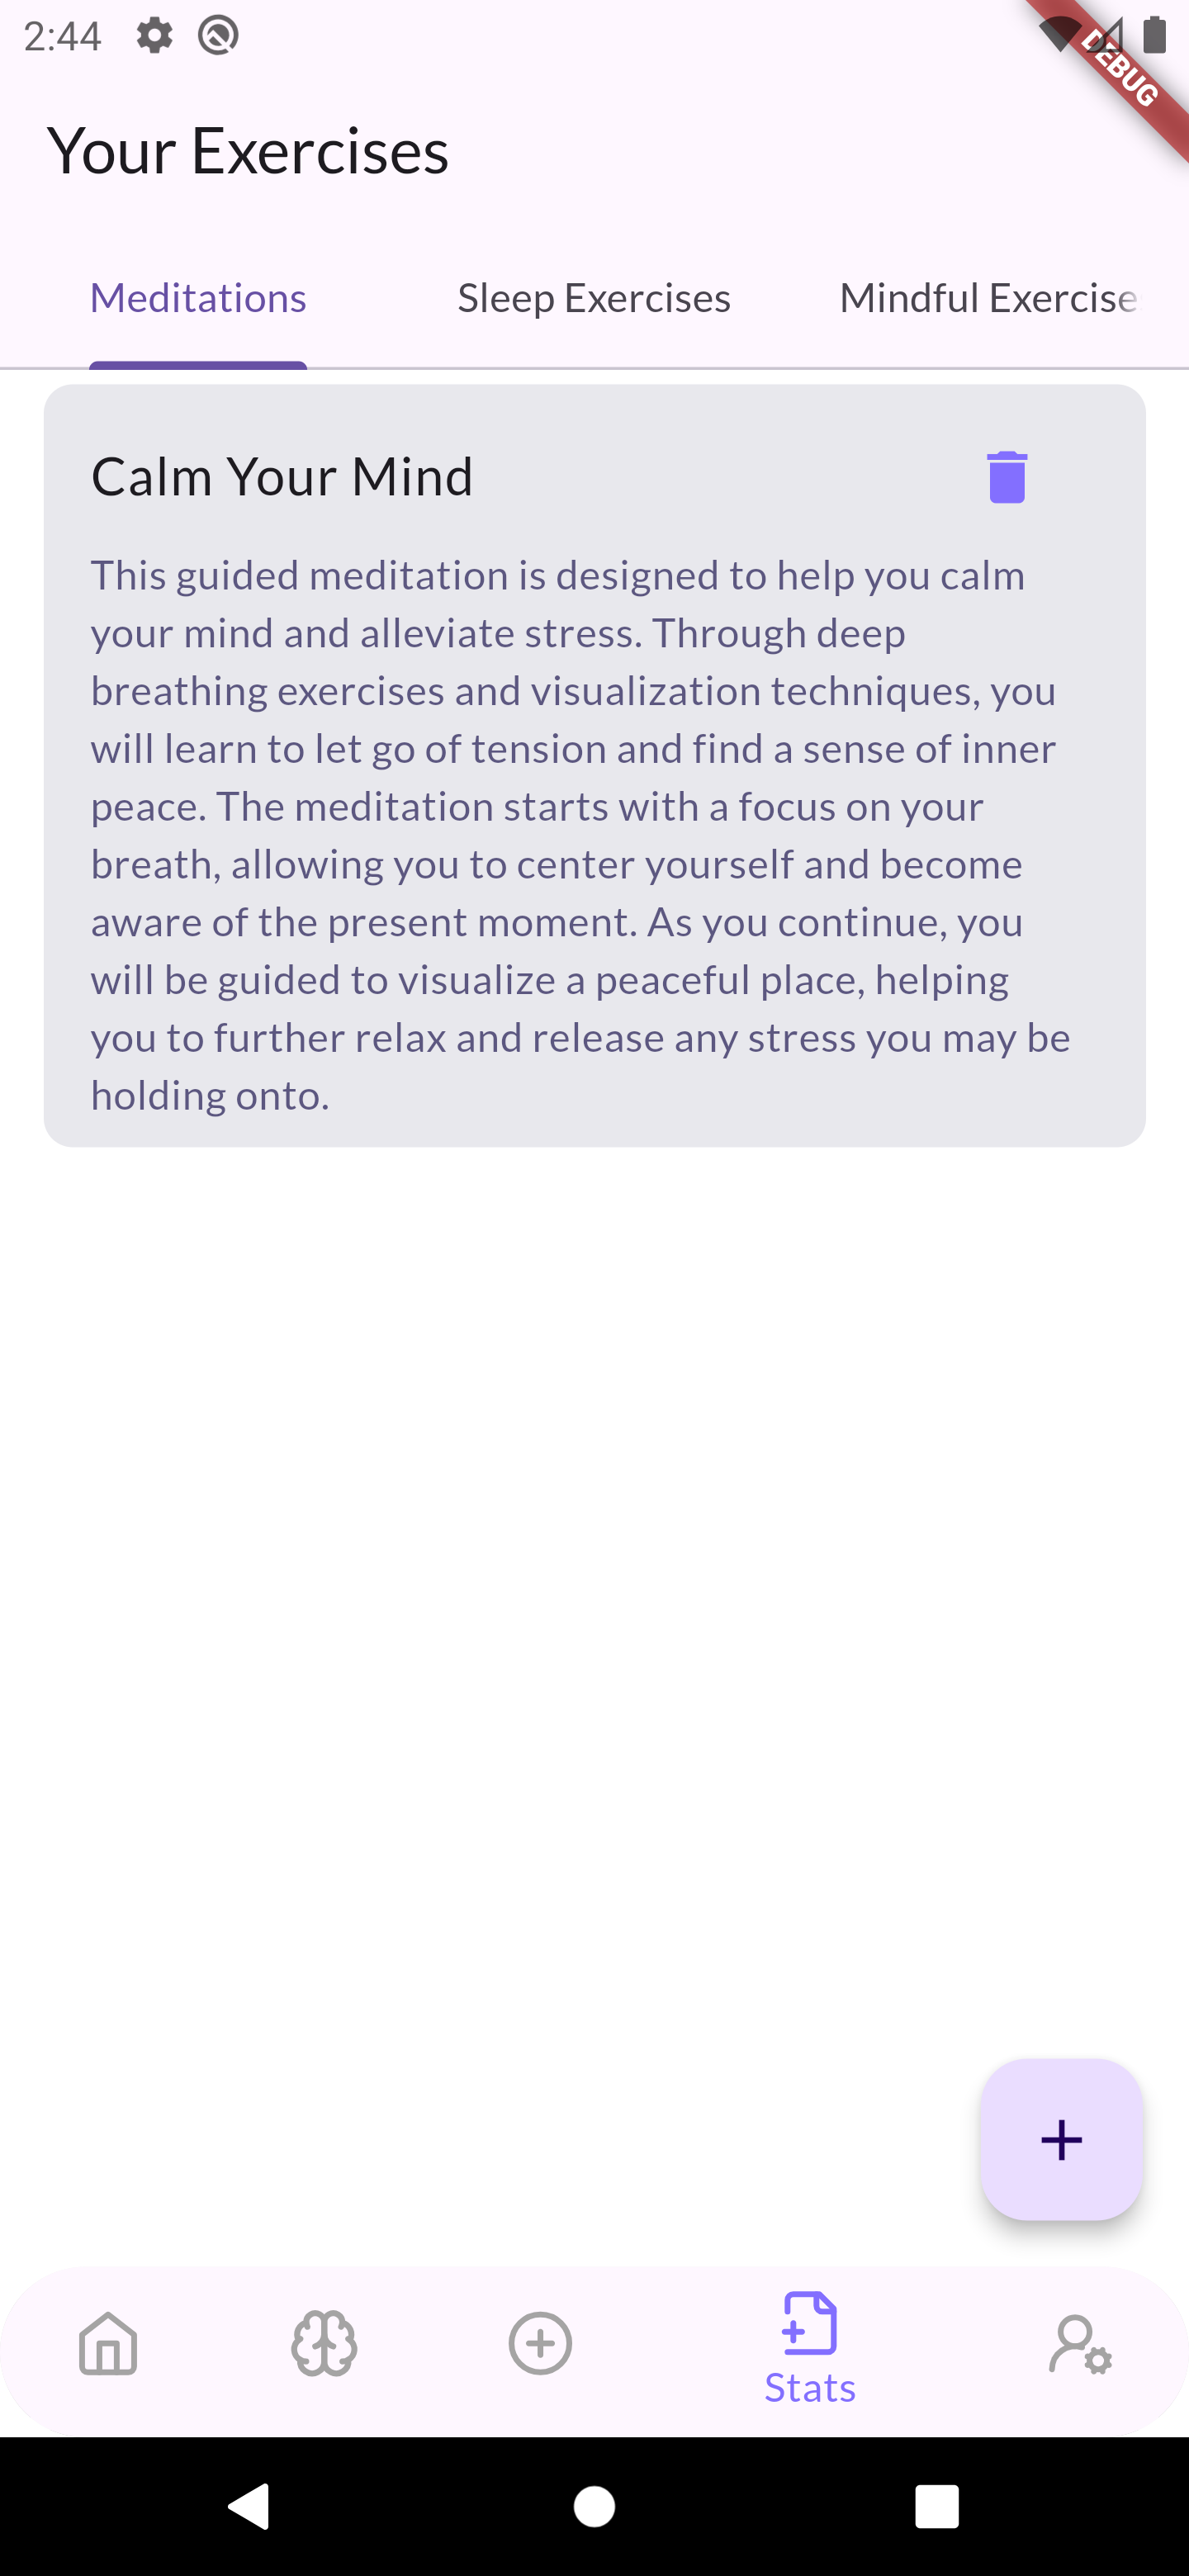 2:44
DEBUG
Your Exercises
Meditations
Sleep Exercises
Mindful Exercise
Calm Your Mind
This guided meditation is designed to help you calm
your mind and alleviate stress. Through deep
breathing exercises and visualization techniques, you
will learn to let go of tension and find a sense of inner
peace. The meditation starts with a focus on your
breath, allowing you to center yourself and become
aware of the present moment. As you continue, you
will be guided to visualize a peaceful place, helping
you to further relax and release any stress you may be
holding onto.
Stats